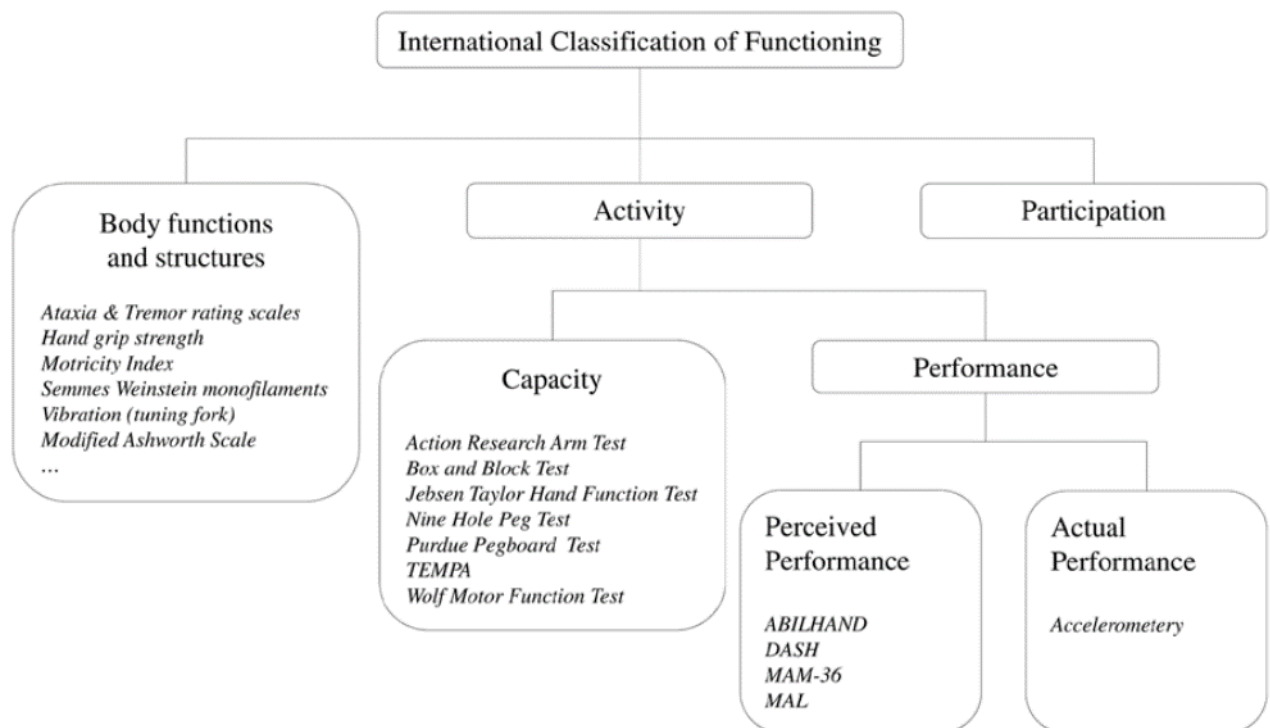 International Classification of Functioning
Body functions
and structures
Ataxia & Tremor rating scales
Hand grip strength
Motricity Index
Semmes Weinstein monofilaments
Vibration (tuning fork)
Modified Ashworth Scale
...
Activity
Participation
Capacity
Action Research Arm Test
Box and Block Test
Jebsen Taylor Hand Function Test
Nine Hole Peg Test
Purdue Pegboard Test
TEMPA
Wolf Motor Function Test
Performance
Perceived
Performance
ABILHAND
DASH
MAM-36
MAL
Actual
Performance
Accelerometery